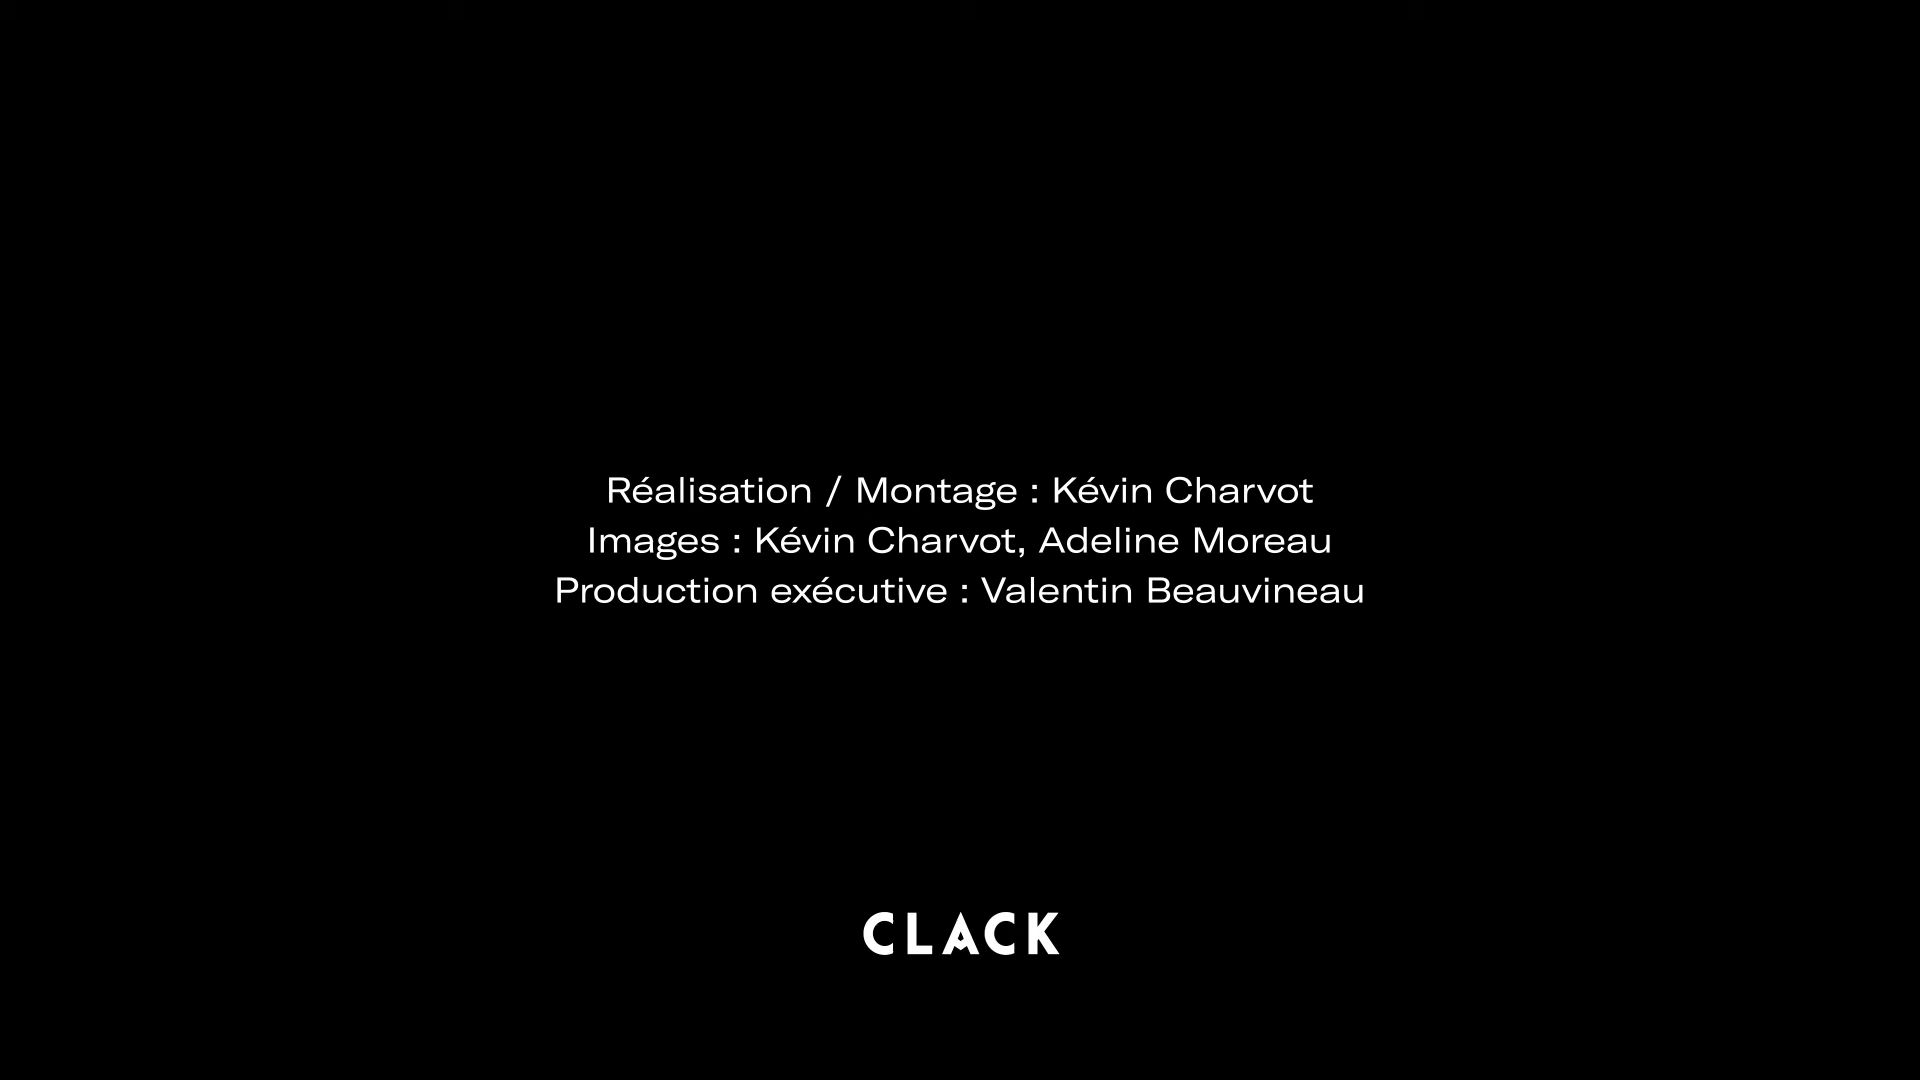 Réalisation / Montage : Kévin Charvot
Images : Kévin Charvot, Adeline Moreau
Production exécutive : Valentin Beauvineau
CLACK